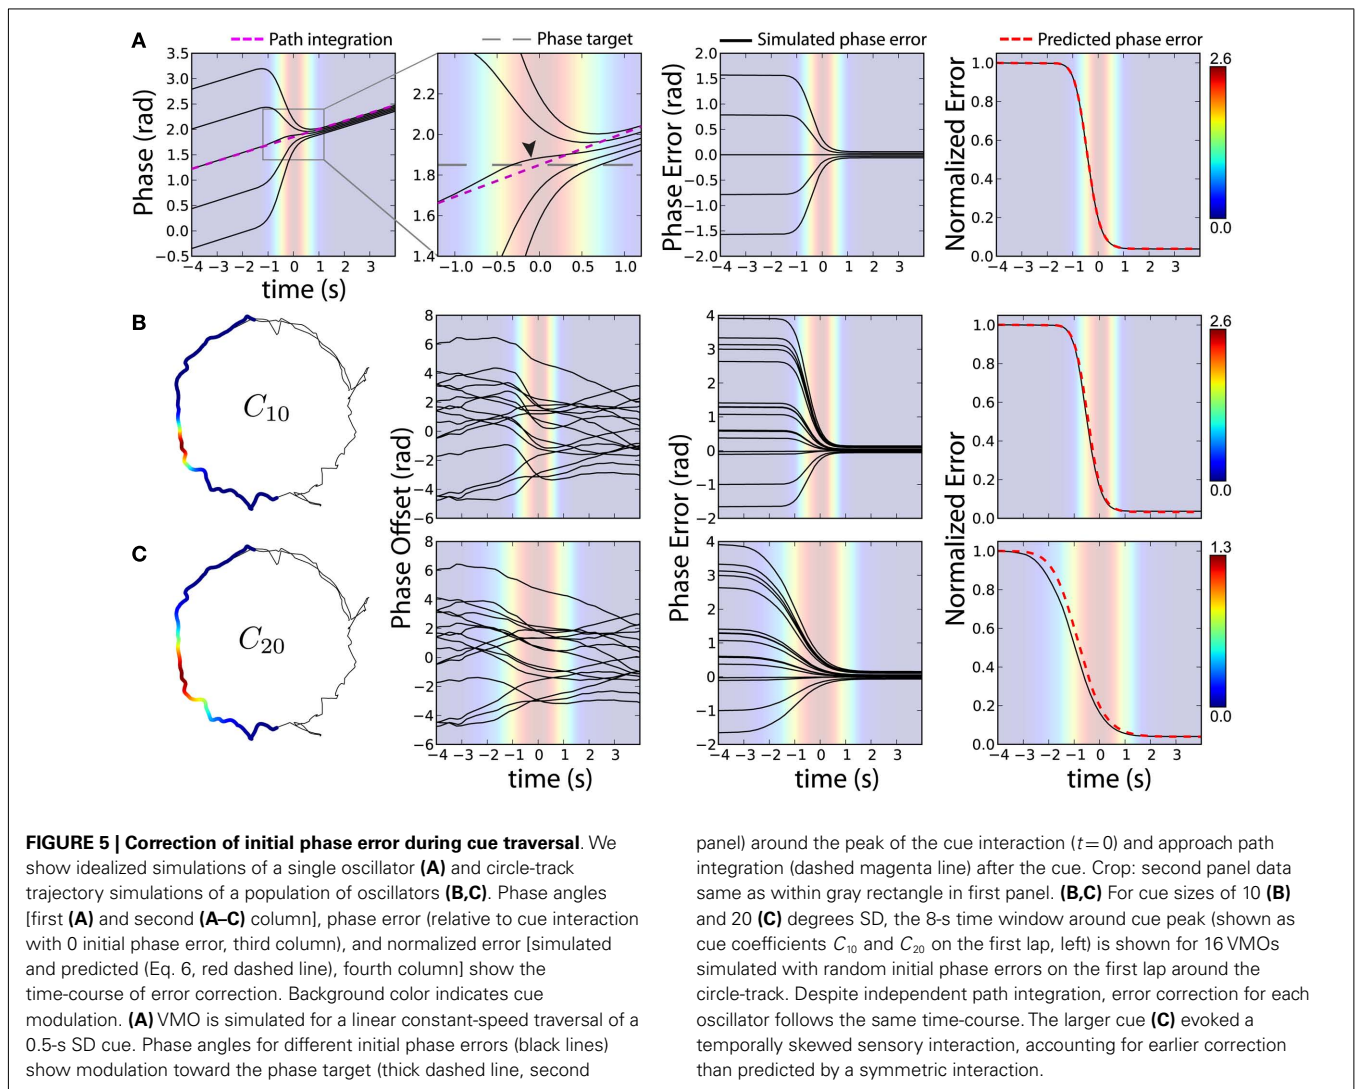 A
Path integration
Phase target
Simulated phase error
Predicted phase error
Phase (rad)
3.5
3.0
2.5
2.0
1.5
1.0
0.5
0.0
−0.5
−4 −3 −2 −1 0 1 2 3
time (s)
2.2
2.0
1.8
1.6
1.4
−1.0 −0.5 0.0 0.5 1.0
Phase Error (rad)
2.0
1.5
1.0
0.5
0.0
−0.5
−1.0
−1.5
−2.0
−4 −3 −2 −1 0 1 2 3
Normalized Error
1.0
0.8
0.6
0.4
0.2
0.0
−4 −3 −2 −1 0 1 2 3
2.6
0.0
B
C10
Phase Offset (rad)
8
6
4
2
0
−2
−4
−6
Phase Error (rad)
4
3
2
1
0
−1
−2
Normalized Error
1.0
0.8
0.6
0.4
0.2
0.0
2.6
0.0
C
C20
8
6
4
2
0
−2
−4
−6
−4 −3 −2 −1 0 1 2 3
time (s)
4
3
2
1
0
−1
−2
−4 −3 −2 −1 0 1 2 3
time (s)
1.0
0.8
0.6
0.4
0.2
0.0
−4 −3 −2 −1 0 1 2 3
time (s)
1.3
0.0
FIGURE 5 | Correction of initial phase error during cue traversal. We
show idealized simulations of a single oscillator (A) and circle-track
trajectory simulations of a population of oscillators (B,C). Phase angles
[first (A) and second (A–C) column], phase error (relative to cue interaction
with 0 initial phase error, third column), and normalized error [simulated
and predicted (Eq. 6, red dashed line), fourth column] show the
time-course of error correction. Background color indicates cue
modulation. (A) VMO is simulated for a linear constant-speed traversal of a
0.5-s SD cue. Phase angles for different initial phase errors (black lines)
show modulation toward the phase target (thick dashed line, second
panel) around the peak of the cue interaction (t = 0) and approach path
integration (dashed magenta line) after the cue. Crop: second panel data
same as within gray rectangle in first panel. (B,C) For cue sizes of 10 (B)
and 20 (C) degrees SD, the 8-s time window around cue peak (shown as
cue coefficients C10 and C20 on the first lap, left) is shown for 16 VMOs
simulated with random initial phase errors on the first lap around the
circle-track. Despite independent path integration, error correction for each
oscillator follows the same time-course. The larger cue (C) evoked a
temporally skewed sensory interaction, accounting for earlier correction
than predicted by a symmetric interaction.